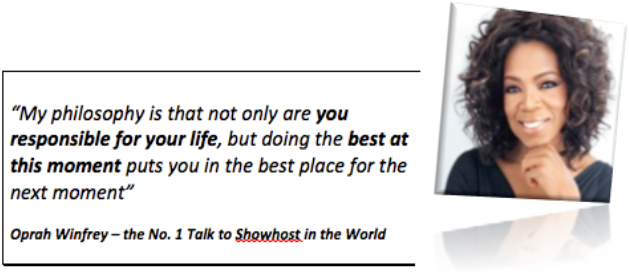 “My philosophy is that not only are you
responsible for your life, but doing the best at
this moment puts you in the best place for the
next moment”
Oprah Winfrey – the No. 1 Talk to Showhost in the World